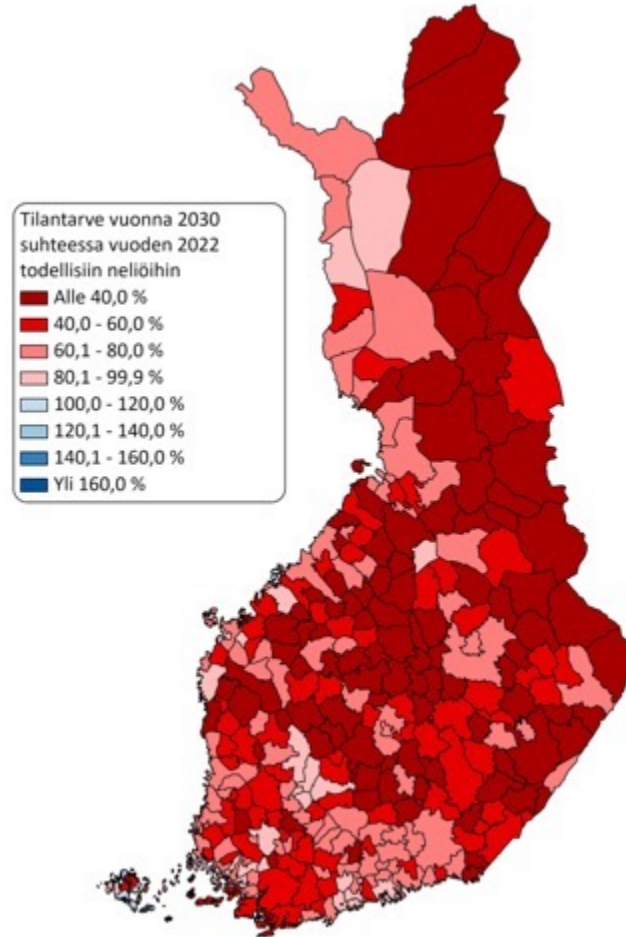 Tilantarve vuonna 2030
suhteessa vuoden 2022
todellisiin neliöihin
Alle 40,0 %
40,0 - 60,0 %
60,1 - 80,0 %
80,1 - 99,9 %
100,0 - 120,0 %
120,1 - 140,0 %
140,1 - 160,0 %
Yli 160,0 %